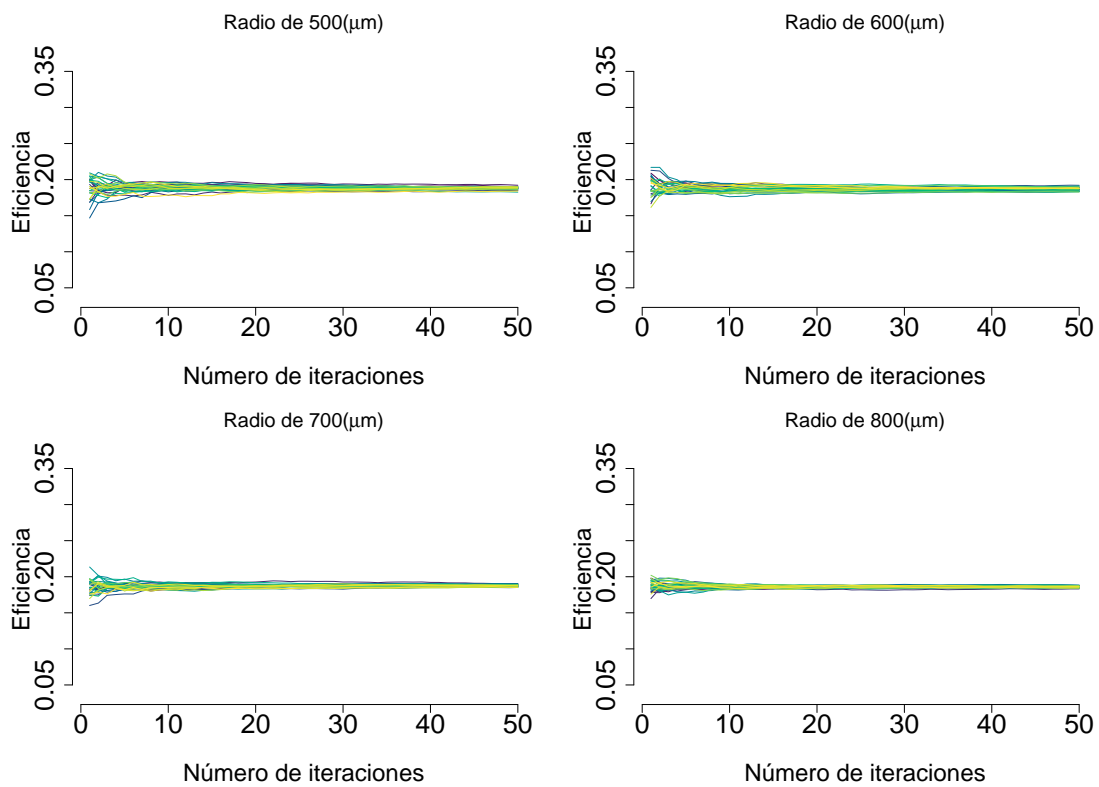 Radio de 500(μm)
Eficiencia
0.05 0.20 0.35
0 10 20 30 40 50
Número de iteraciones
Radio de 600(μm)
Eficiencia
0.05 0.20 0.35
0 10 20 30 40 50
Número de iteraciones
Radio de 700(μm)
Eficiencia
0.05 0.20 0.35
0 10 20 30 40 50
Número de iteraciones
Radio de 800(μm)
Eficiencia
0.05 0.20 0.35
0 10 20 30 40 50
Número de iteraciones